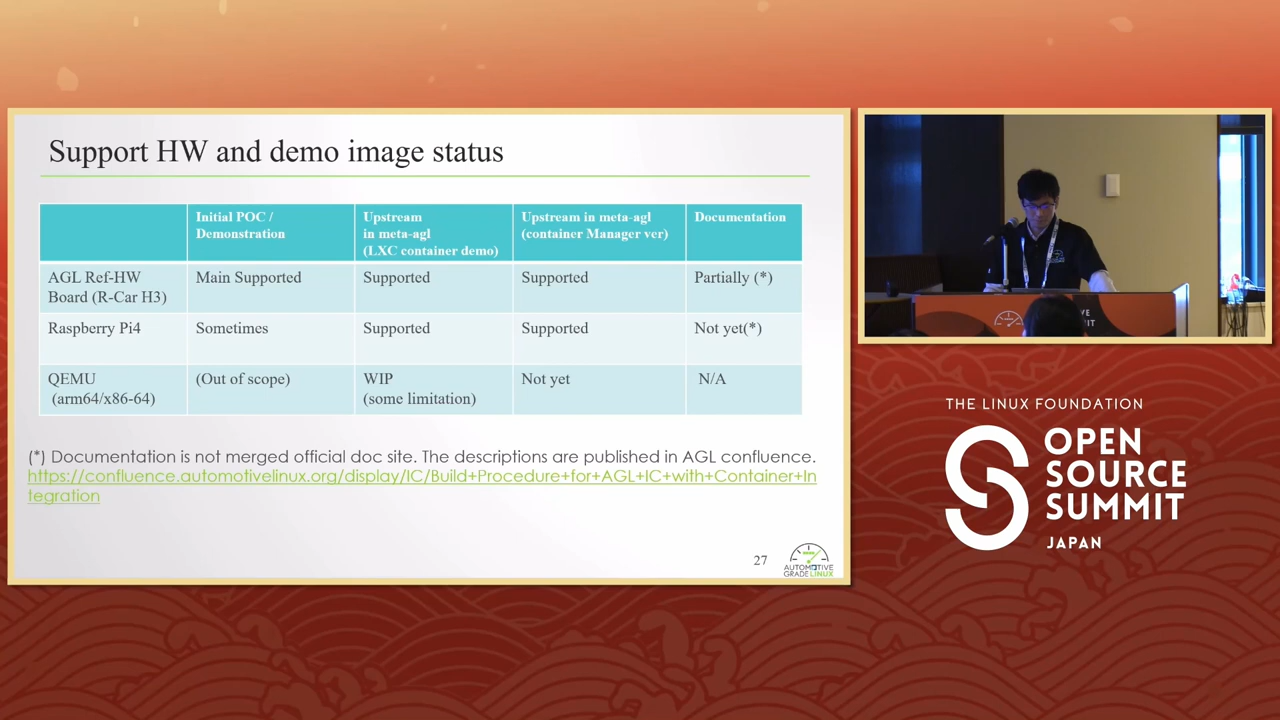 Support HW and demo image status
Initial POC /
Demonstration
Upstream
in meta-agl
(LXC container demo)
Upstream in meta-agl
(container Manager ver)
Documentation
AGL Ref-HW
Board (R-Car H3)
Main Supported
Supported
Supported
Partially (*)
Raspberry Pi4
Sometimes
Supported
Supported
Not yet(*)
QEMU
(arm64/x86-64)
(Out of scope)
WIP
(some limitation)
Not yet
N/A
(*) Documentation is not merged official doc site. The descriptions are published in AGL confluence.
https://confluence.automotivelinux.org/display/IC/Build+Procedure+for+AGL+IC+with+Container+In
tegration
27
AUTOMOTIVE
GRADELINUX
THE LINUX FOUNDATION
OPEN
SOURCE
SUMMIT
JAPAN